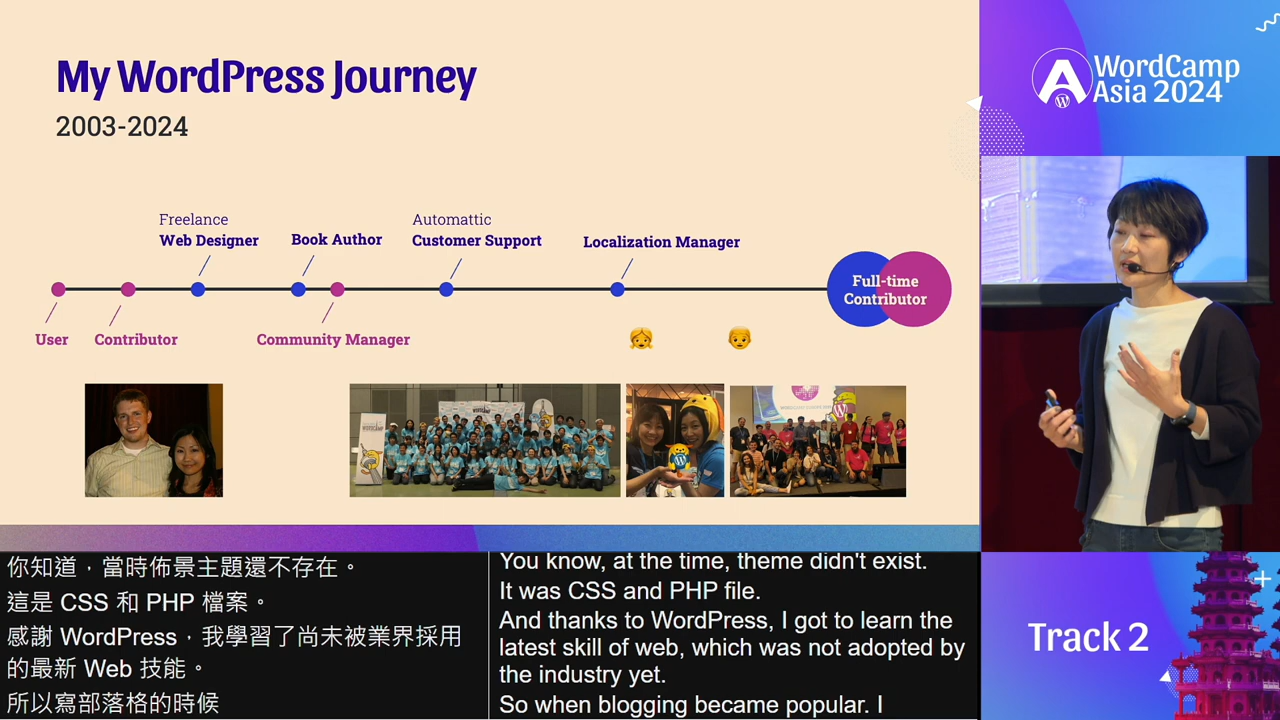 My WordPress Journey
2003-2024
Freelance
Web Designer
Book Author
Automattic
Customer Support
Localization Manager
Full-time
Contributor
User
Contributor
Community Manager
WordCamp
Asia 2024
Track 2
你知道，當時佈景主題還不存在。
這是 CSS 和 PHP 檔案。
感謝 WordPress，我學習了尚未被業界採用
的最新 Web 技能。
所以寫部落格的時候
You know, at the time, theme didn't exist.
It was CSS and PHP file.
And thanks to WordPress, I got to learn the
latest skill of web, which was not adopted by
the industry yet.
So when blogging became popular. I